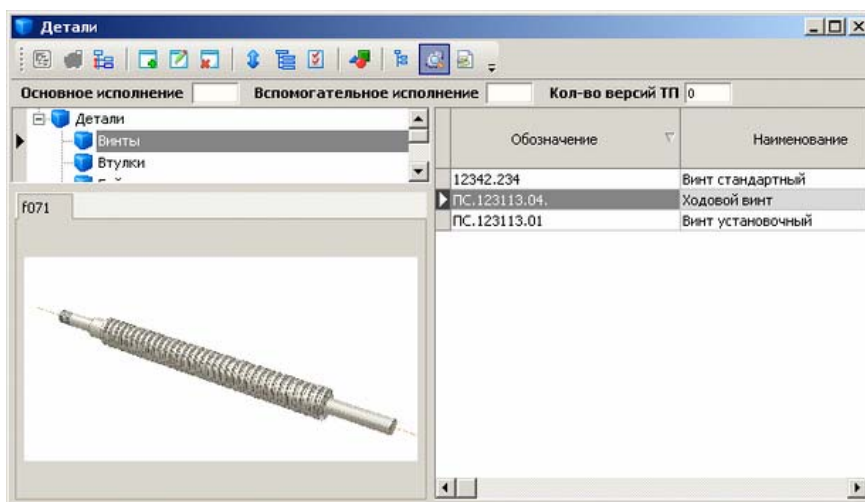 Детали
Основное исполнение Вспомогательное исполнение Кол-во версий ТП 0
Детали
Винты
Втулки
f071
Обозначение Наименование
12342.234 Винт стандартный
ПС.123113.04. Ходовой винт
ПС.123113.01 Винт установочный